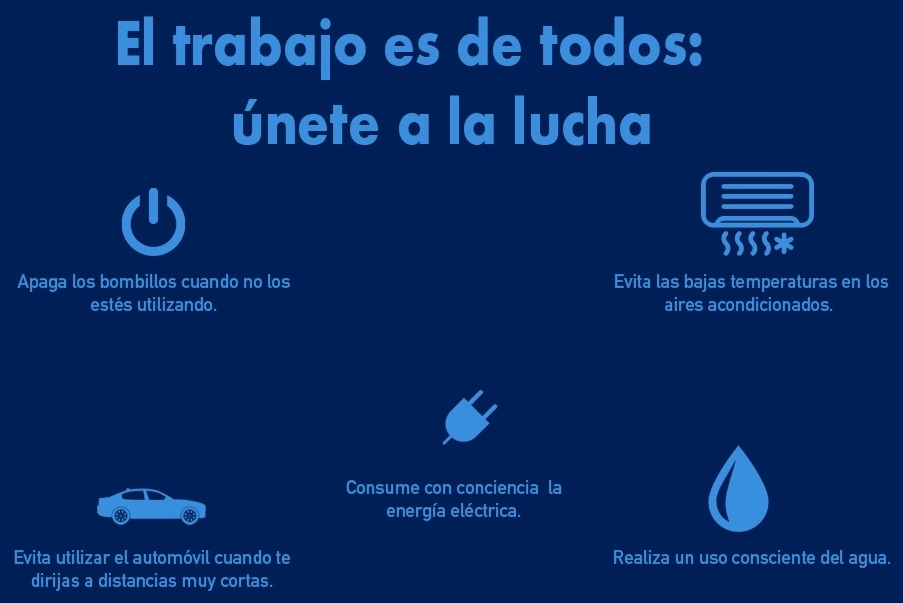 El trabajo es de todos:
únete a la lucha
Apaga los bombillos cuando no los
estés utilizando.
Evita las bajas temperaturas en los
aires acondicionados.
Consume con conciencia  la
energía eléctrica.
Evita utilizar el automóvil cuando te
dirijas a distancias muy cortas.
Realiza un uso consciente del agua.